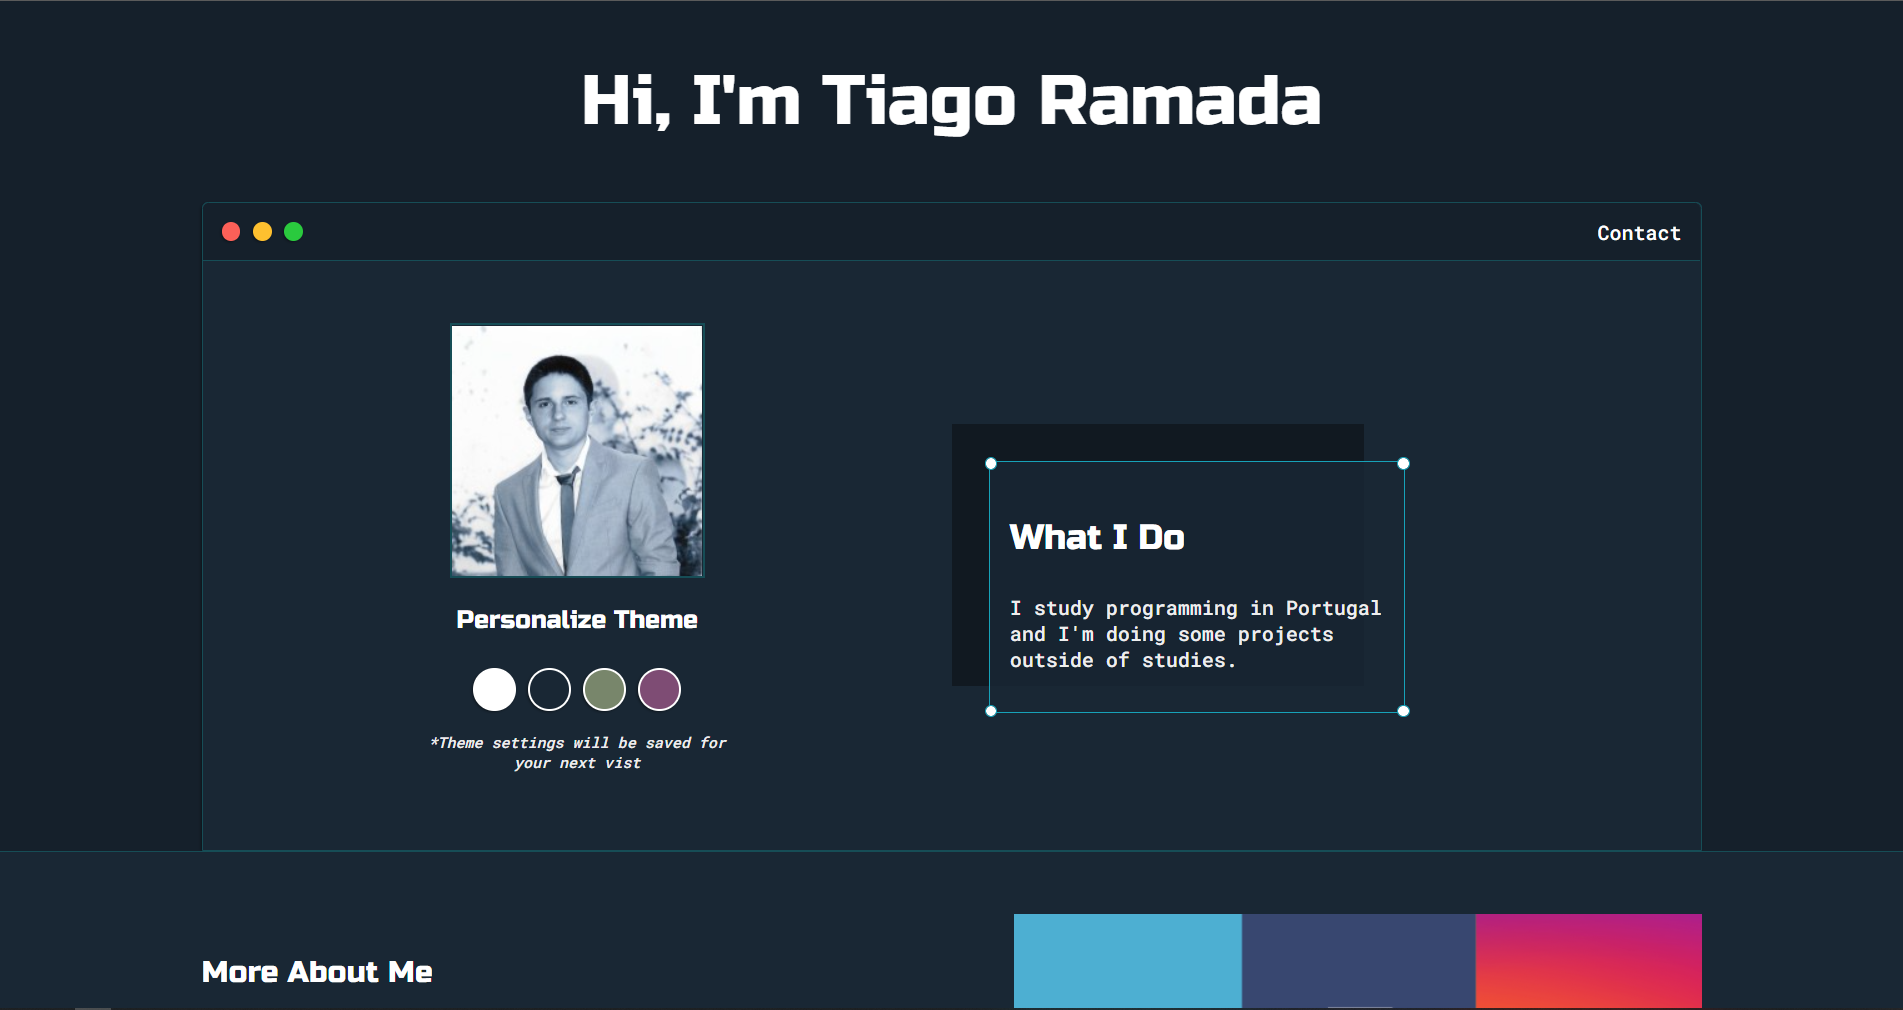 Hi, I'm Tiago Ramada
Contact
Personalize Theme
*Theme settings will be saved for
your next vist
What I Do
I study programming in Portugal
and I'm doing some projects
outside of studies.
More About Me